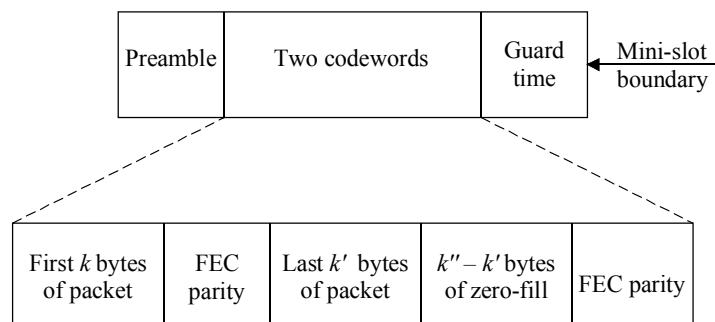 Preamble
Two codewords
Guard
time
Mini-slot
boundary
First k bytes
of packet
FEC
parity
Last k' bytes
of packet
k'' – k' bytes
of zero-fill
FEC parity